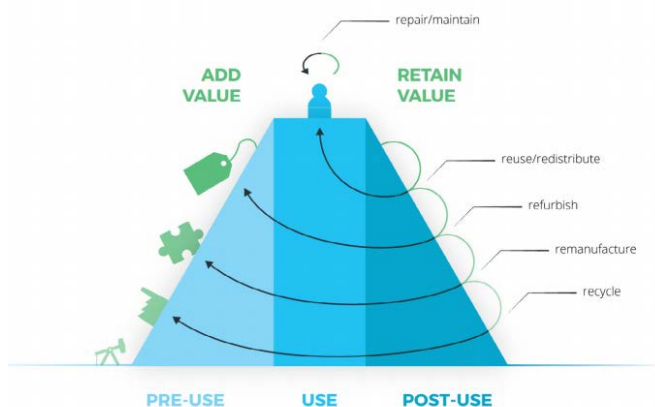 repair/maintain
ADD
VALUE
RETAIN
VALUE
reuse/redistribute
refurbish
remanufacture
recycle
PRE-USE
USE
POST-USE